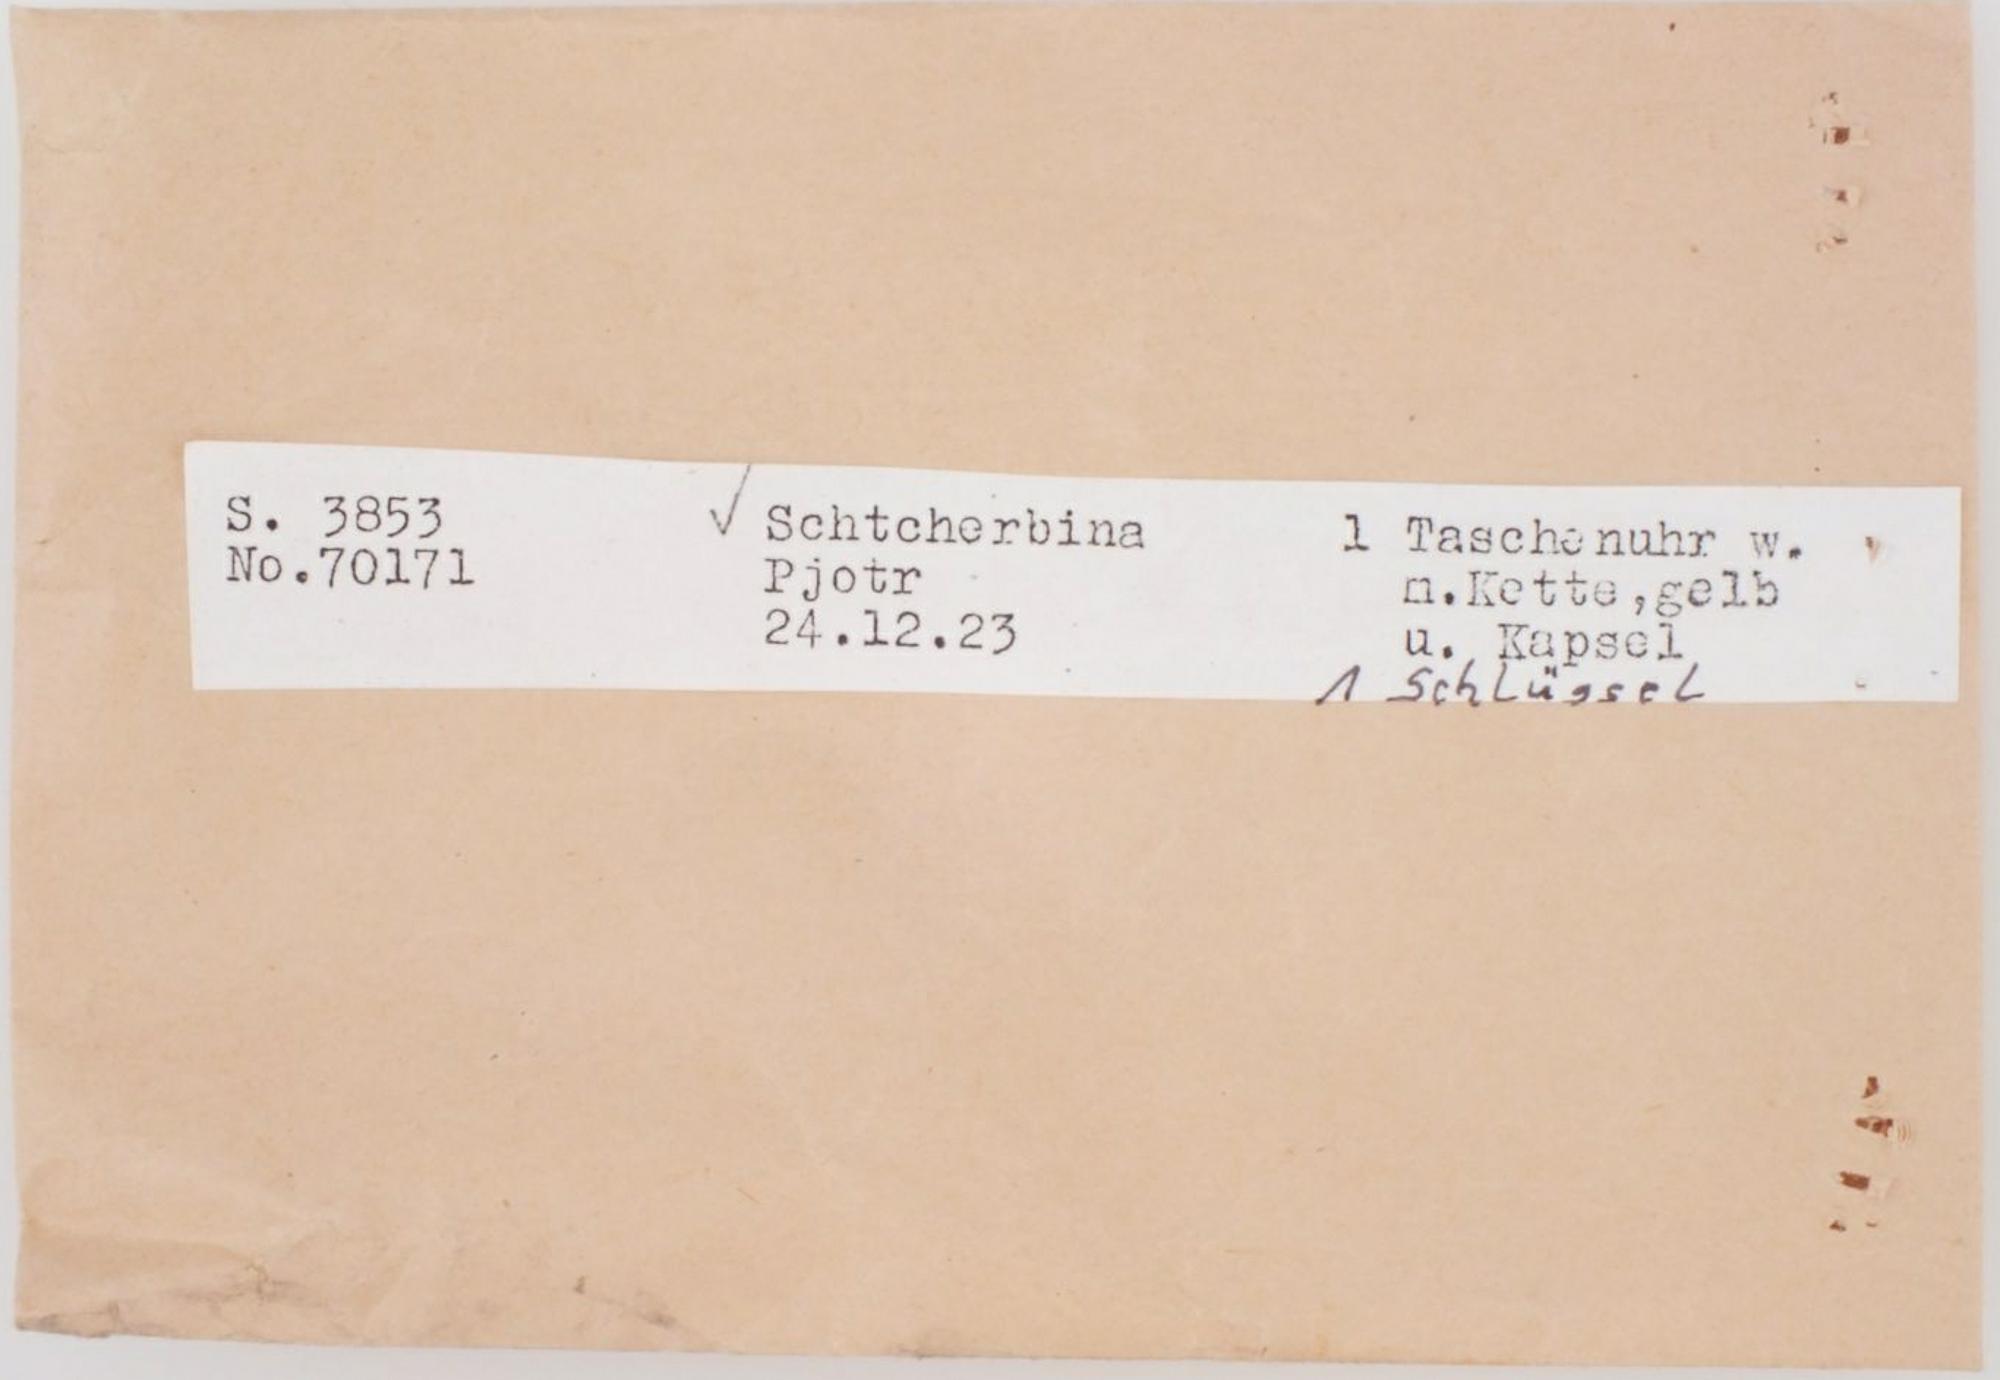 S. 3853
No.70171
✓ Schtcherbina
Pjotr
24.12.23
1 Taschenuhr w.
m.Kette,gelb
u. Kapsel
1 Schlüssel